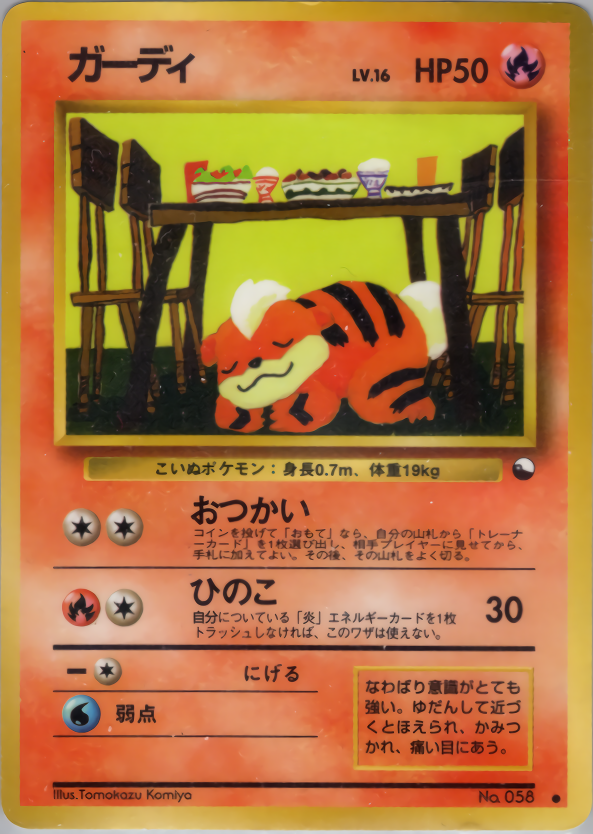 ガーディ LV.16 HP50
こいぬポケモン：身長0.7m、体重19kg
おつかい
コインを投げて「おもて」なら、自分の山札から「トレーナ
ーカード」を1枚選び出し、相手プレイヤーに見せてから、
手札に加えてよい。その後、その山札をよく切る。
ひのこ 30
自分についている「炎」エネルギーカードを1枚
トラッシュしなければ、このワザは使えない。
ー にげる
弱点
なわばり意識がとても
強い。ゆだんして近づ
くとほえられ、かみつ
かれ、痛い目にあう。
Illus.Tomokazu Komiya No. 058